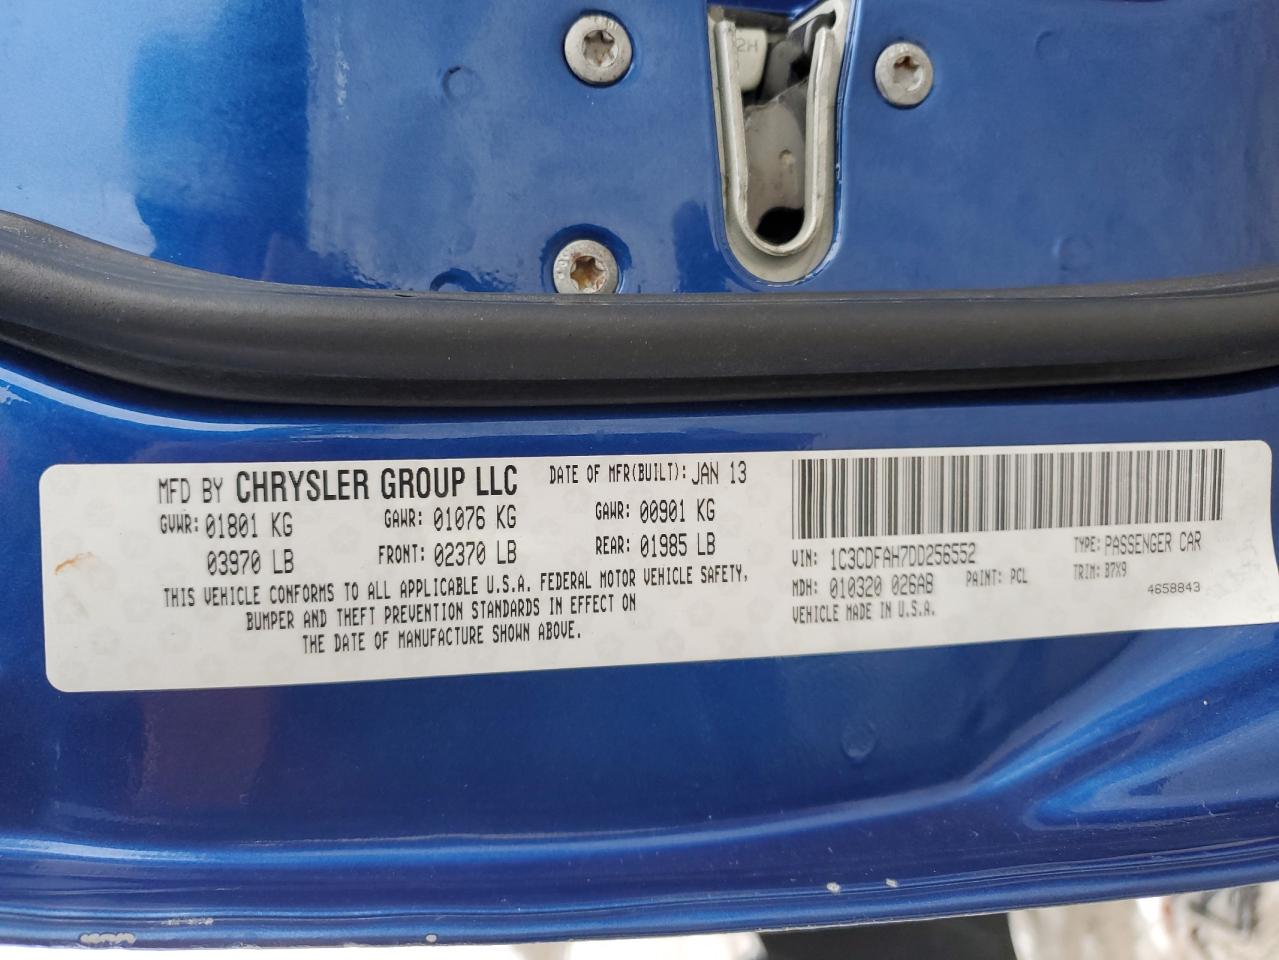 2H
MFD BY CHRYSLER GROUP LLC DATE OF MFR(BUILT): JAN 13
GVWR: 01801 KG GAWR: 01076 KG GAWR: 00901 KG
03970 LB FRONT: 02370 LB REAR: 01985 LB
THIS VEHICLE CONFORMS TO ALL APPLICABLE U.S.A. FEDERAL MOTOR VEHICLE SAFETY,
BUMPER AND THEFT PREVENTION STANDARDS IN EFFECT ON
THE DATE OF MANUFACTURE SHOWN ABOVE.
VIN: 1C3CDFAH7DD256552 TYPE: PASSENGER CAR
MDH: 010320 026AB PAINT: PCL TRIM: B7X9
VEHICLE MADE IN U.S.A. 4658843